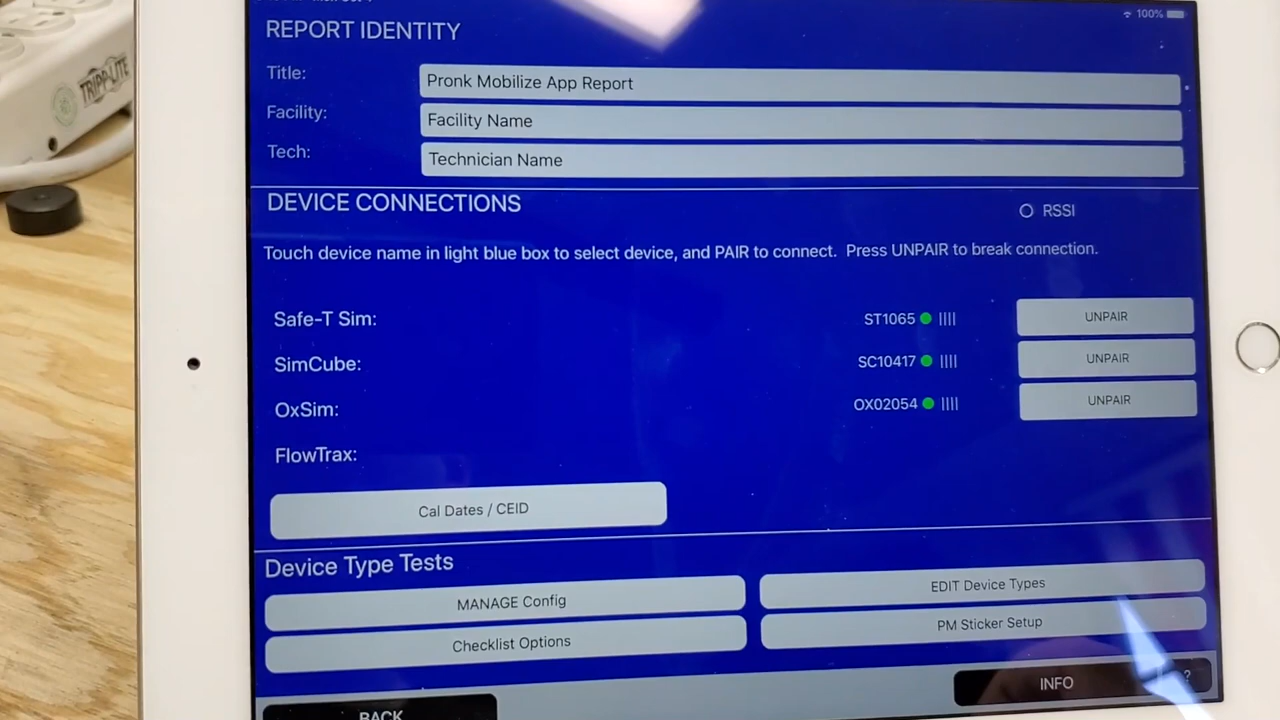 TRIPP-LITE
100%
REPORT IDENTITY
Title:
Pronk Mobilize App Report
Facility:
Facility Name
Tech:
Technician Name
DEVICE CONNECTIONS
RSSI
Touch device name in light blue box to select device, and PAIR to connect. Press UNPAIR to break connection.
Safe-T Sim:
ST1065
UNPAIR
SimCube:
SC10417
UNPAIR
OxSim:
OX02054
UNPAIR
FlowTrax:
Cal Dates / CEID
Device Type Tests
MANAGE Config
EDIT Device Types
Checklist Options
PM Sticker Setup
BACK
INFO
?